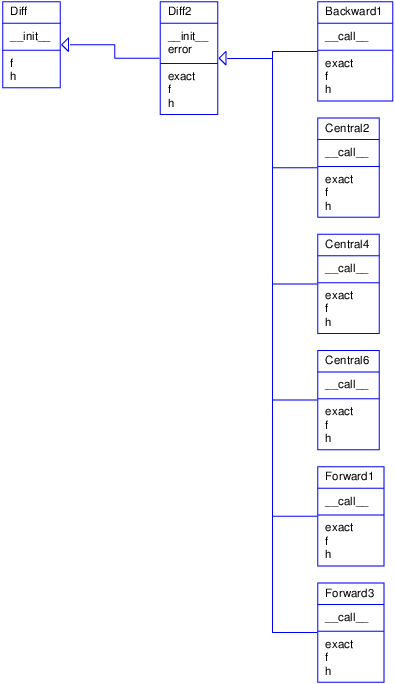 Diff
__init__
f
h
Diff2
__init__
error
exact
f
h
Backward1
__call__
exact
f
h
Central2
__call__
exact
f
h
Central4
__call__
exact
f
h
Central6
__call__
exact
f
h
Forward1
__call__
exact
f
h
Forward3
__call__
exact
f
h